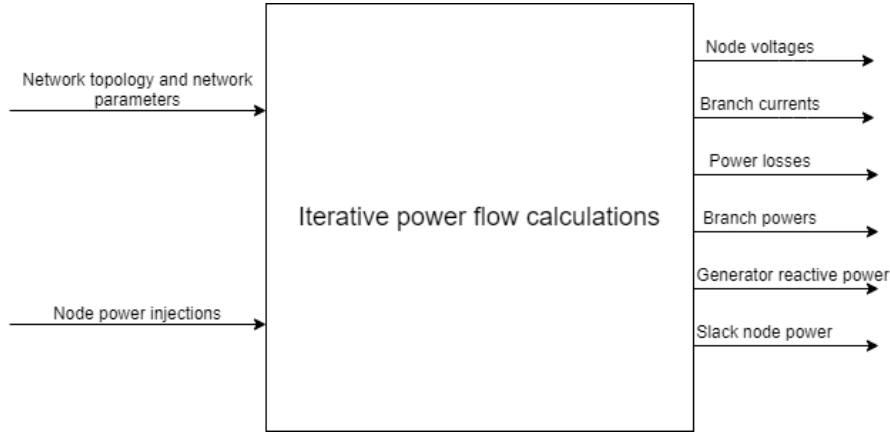 Network topology and network
parameters
Node power injections
Iterative power flow calculations
Node voltages
Branch currents
Power losses
Branch powers
Generator reactive power
Slack node power